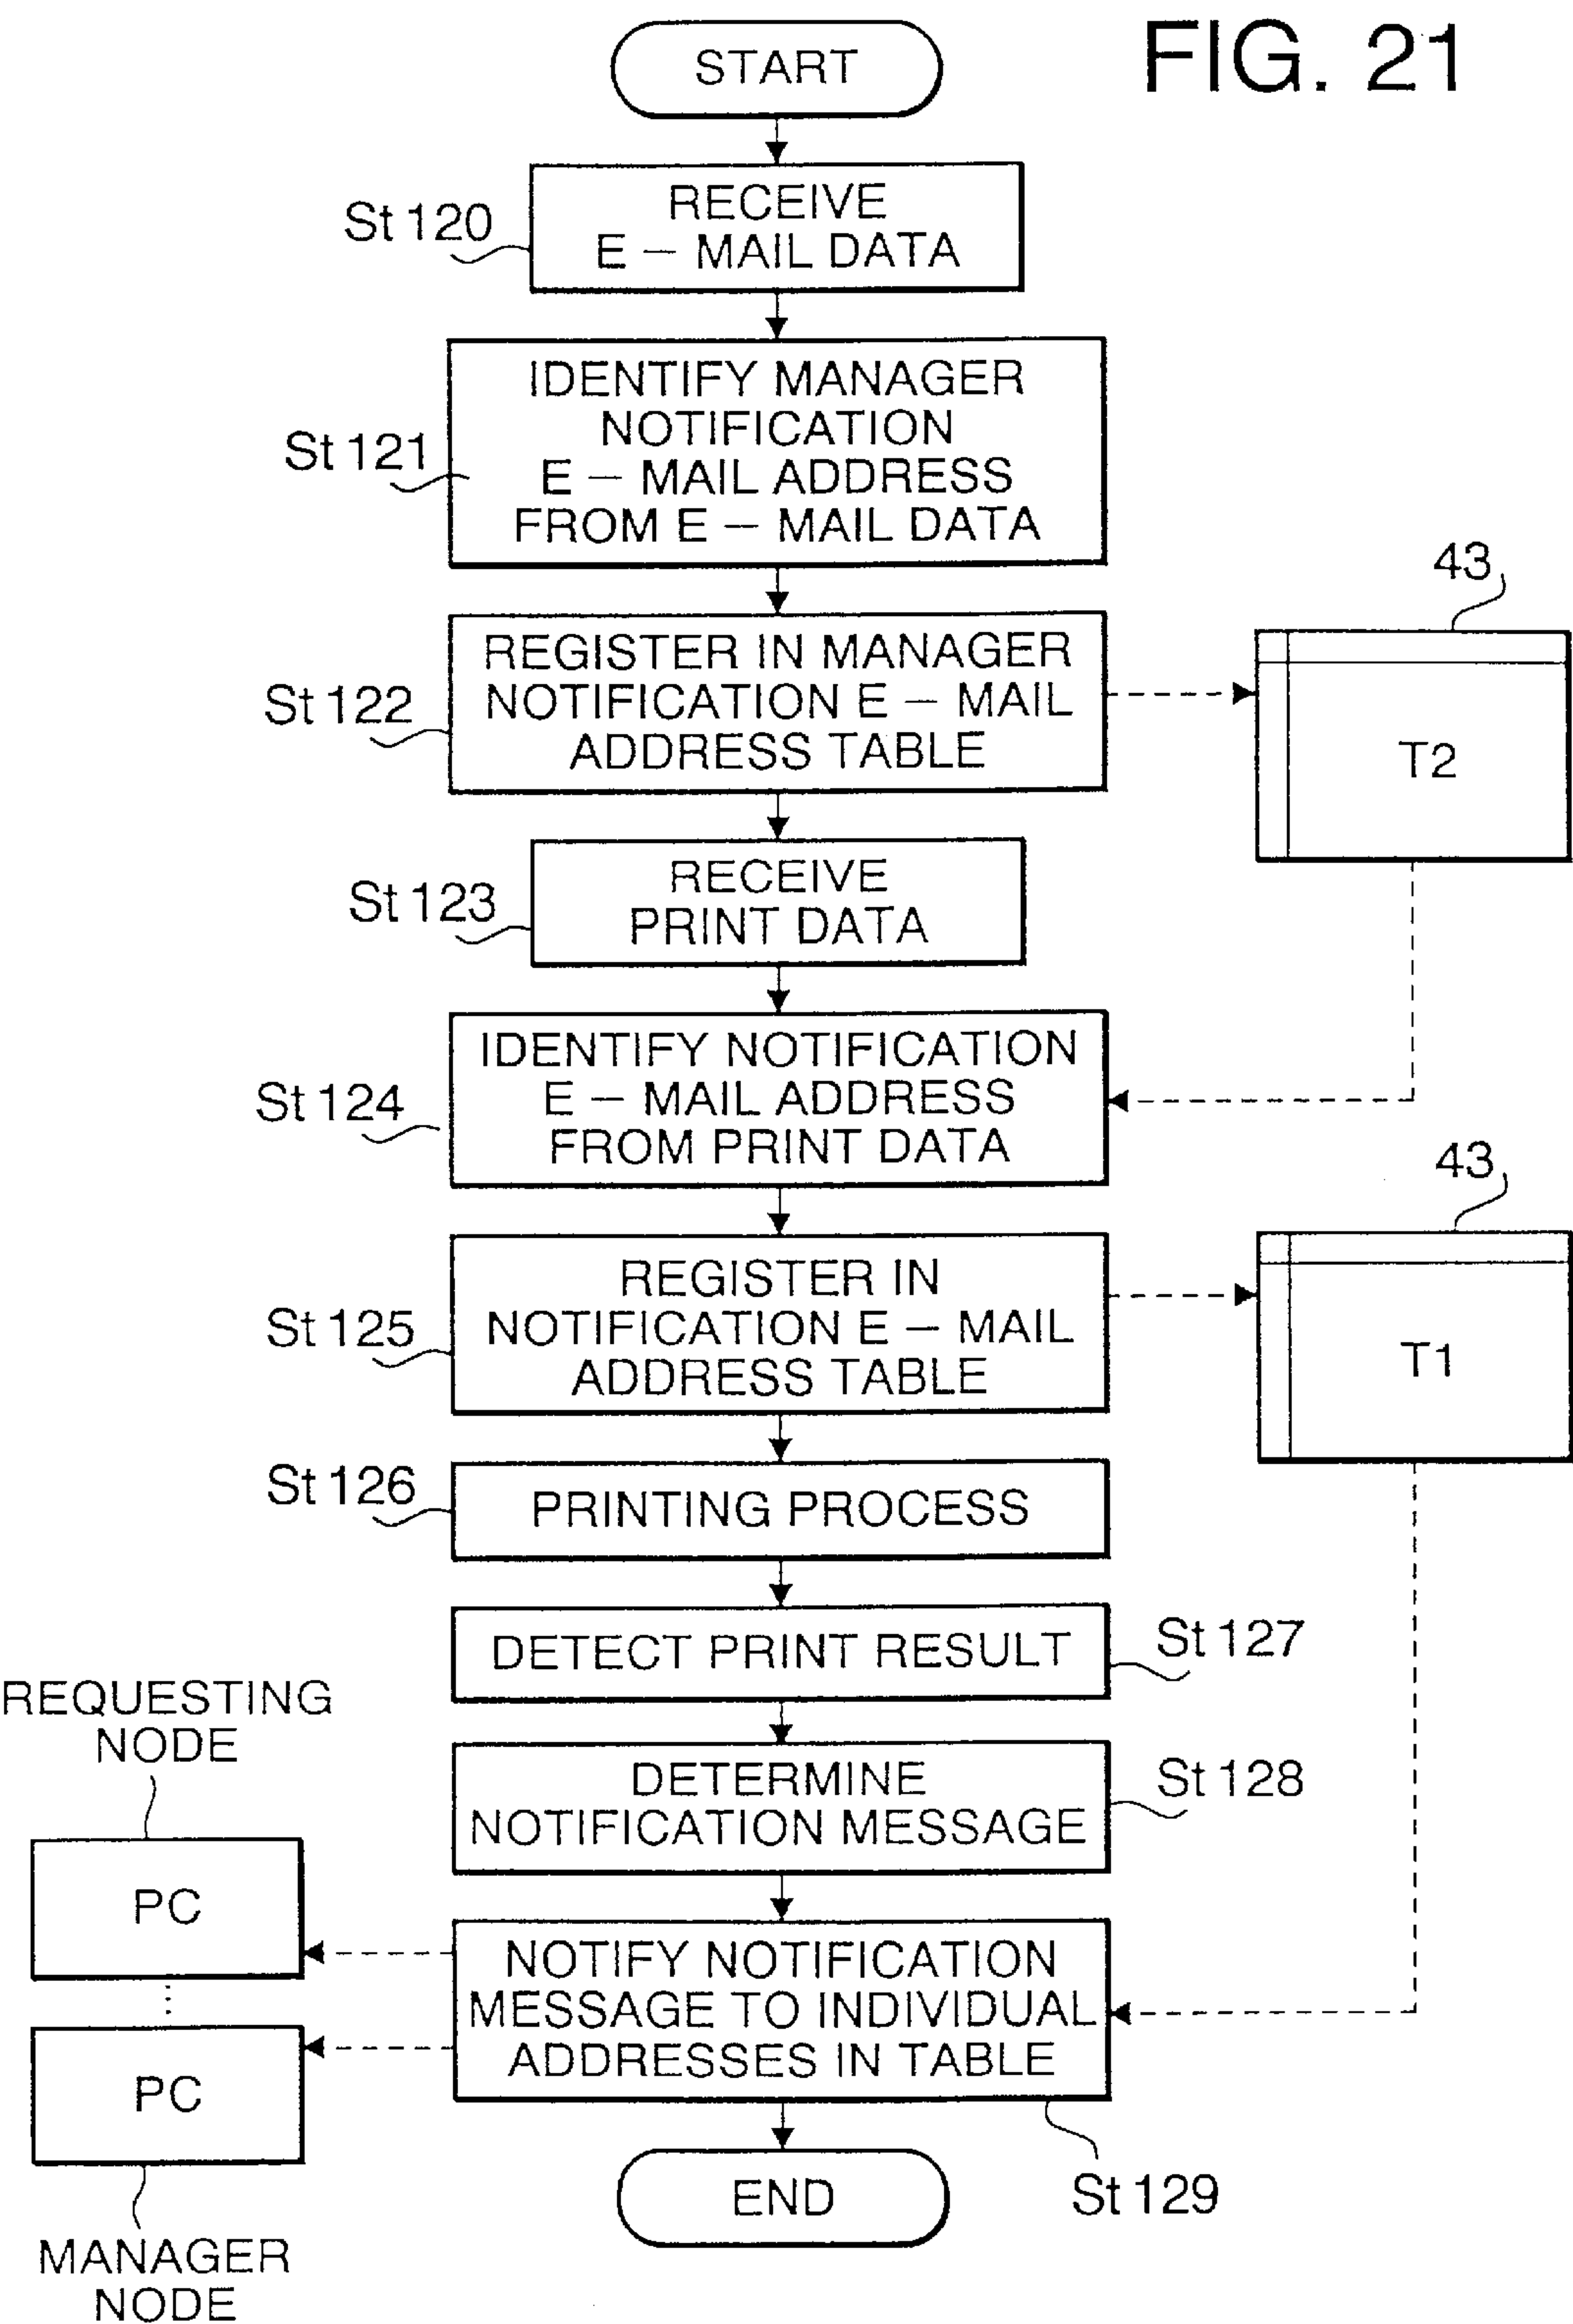 FIG. 21
START
St 120
RECEIVE
E – MAIL DATA
St 121
IDENTIFY MANAGER
NOTIFICATION
E – MAIL ADDRESS
FROM E – MAIL DATA
St 122
REGISTER IN MANAGER
NOTIFICATION E – MAIL
ADDRESS TABLE
43
T2
St 123
RECEIVE
PRINT DATA
St 124
IDENTIFY NOTIFICATION
E – MAIL ADDRESS
FROM PRINT DATA
St 125
REGISTER IN
NOTIFICATION E – MAIL
ADDRESS TABLE
43
T1
St 126
PRINTING PROCESS
DETECT PRINT RESULT
St 127
DETERMINE
NOTIFICATION MESSAGE
St 128
REQUESTING
NODE
PC
NOTIFY NOTIFICATION
MESSAGE TO INDIVIDUAL
ADDRESSES IN TABLE
St 129
PC
MANAGER
NODE
END